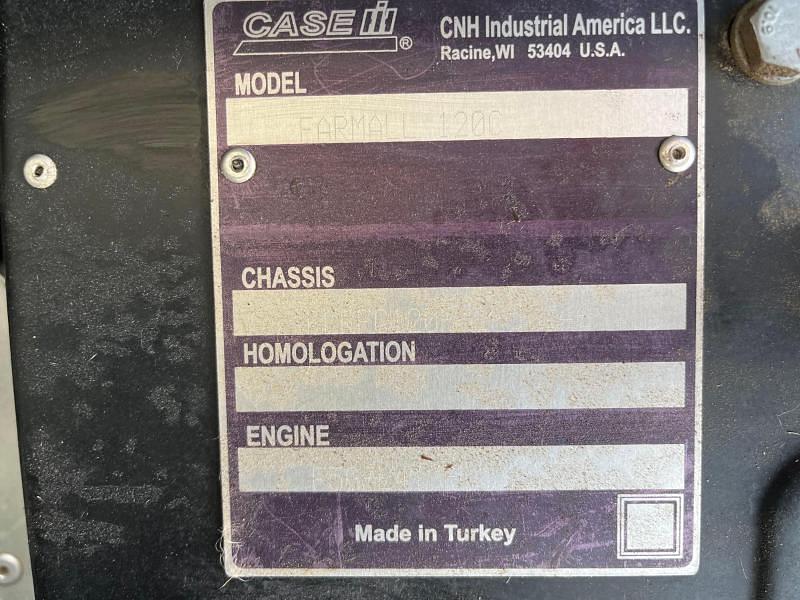 CASE IH ®
CNH Industrial America LLC.
Racine,WI 53404 U.S.A.
MODEL
FARMALL 120C
CHASSIS
HOMOLOGATION
ENGINE
Made in Turkey